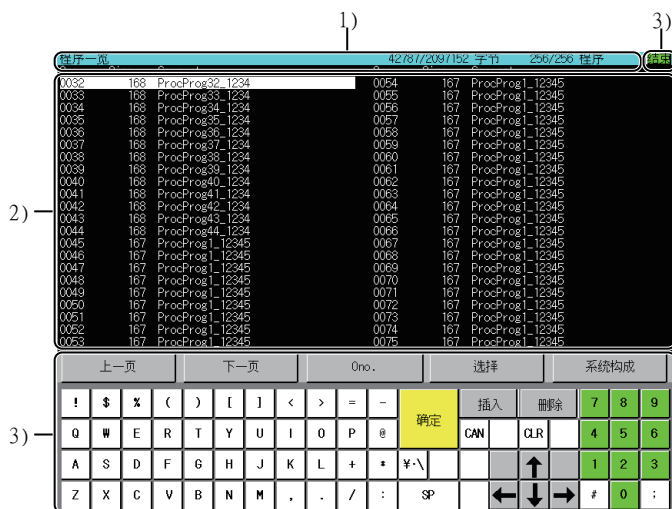 1)
3)
程序一览 42787/2097152 字节 256/256 程序 结束
2)
0032 168 ProcProg32_1234 0054 167 ProcProg1_12345
0033 168 ProcProg33_1234 0055 167 ProcProg1_12345
0034 168 ProcProg34_1234 0056 167 ProcProg1_12345
0035 168 ProcProg35_1234 0057 167 ProcProg1_12345
0036 168 ProcProg36_1234 0058 167 ProcProg1_12345
0037 168 ProcProg37_1234 0059 167 ProcProg1_12345
0038 168 ProcProg38_1234 0060 167 ProcProg1_12345
0039 168 ProcProg39_1234 0061 167 ProcProg1_12345
0040 168 ProcProg40_1234 0062 167 ProcProg1_12345
0041 168 ProcProg41_1234 0063 167 ProcProg1_12345
0042 168 ProcProg42_1234 0064 167 ProcProg1_12345
0043 168 ProcProg43_1234 0065 167 ProcProg1_12345
0044 168 ProcProg44_1234 0066 167 ProcProg1_12345
0045 167 ProcProg1_12345 0067 167 ProcProg1_12345
0046 167 ProcProg1_12345 0068 167 ProcProg1_12345
0047 167 ProcProg1_12345 0069 167 ProcProg1_12345
0048 167 ProcProg1_12345 0070 167 ProcProg1_12345
0049 167 ProcProg1_12345 0071 167 ProcProg1_12345
0050 167 ProcProg1_12345 0072 167 ProcProg1_12345
0051 167 ProcProg1_12345 0073 167 ProcProg1_12345
0052 167 ProcProg1_12345 0074 167 ProcProg1_12345
0053 167 ProcProg1_12345 0075 167 ProcProg1_12345
3)
上一页 下一页 Ono. 选择 系统构成
! $ % ( ) [ ] < > = - 确定 插入 删除 7 8 9
Q W E R T Y U I O P @ CAN CLR 4 5 6
A S D F G H J K L + * ¥·\ ↑ 1 2 3
Z X C V B N M , . / : SP ← ↓ → # 0 ;